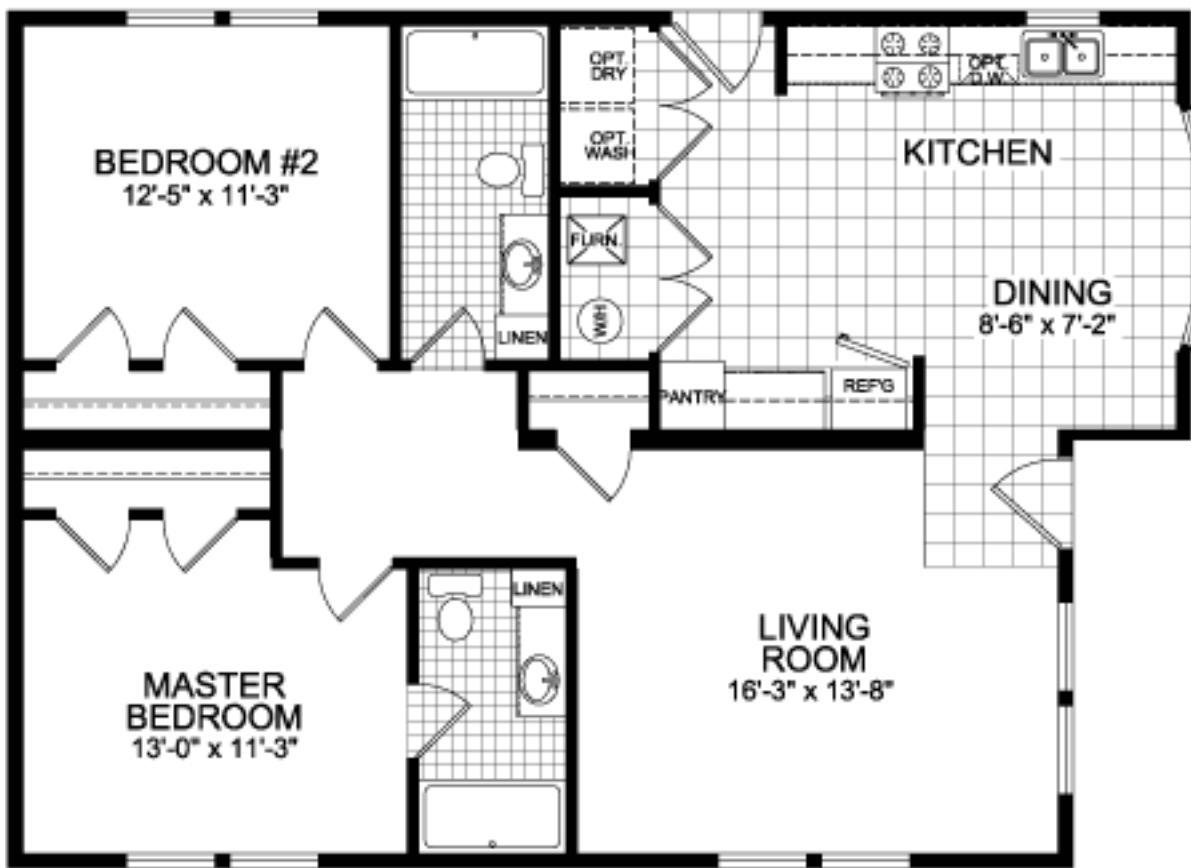 OPT.
DRY
OPT.
WASH
OPT.
D.W.
BEDROOM #2
12'-5" x 11'-3"
KITCHEN
FURN.
W/H
DINING
8'-6" x 7'-2"
LINEN
PANTRY
REF'G
LINEN
LIVING
ROOM
16'-3" x 13'-8"
MASTER
BEDROOM
13'-0" x 11'-3"